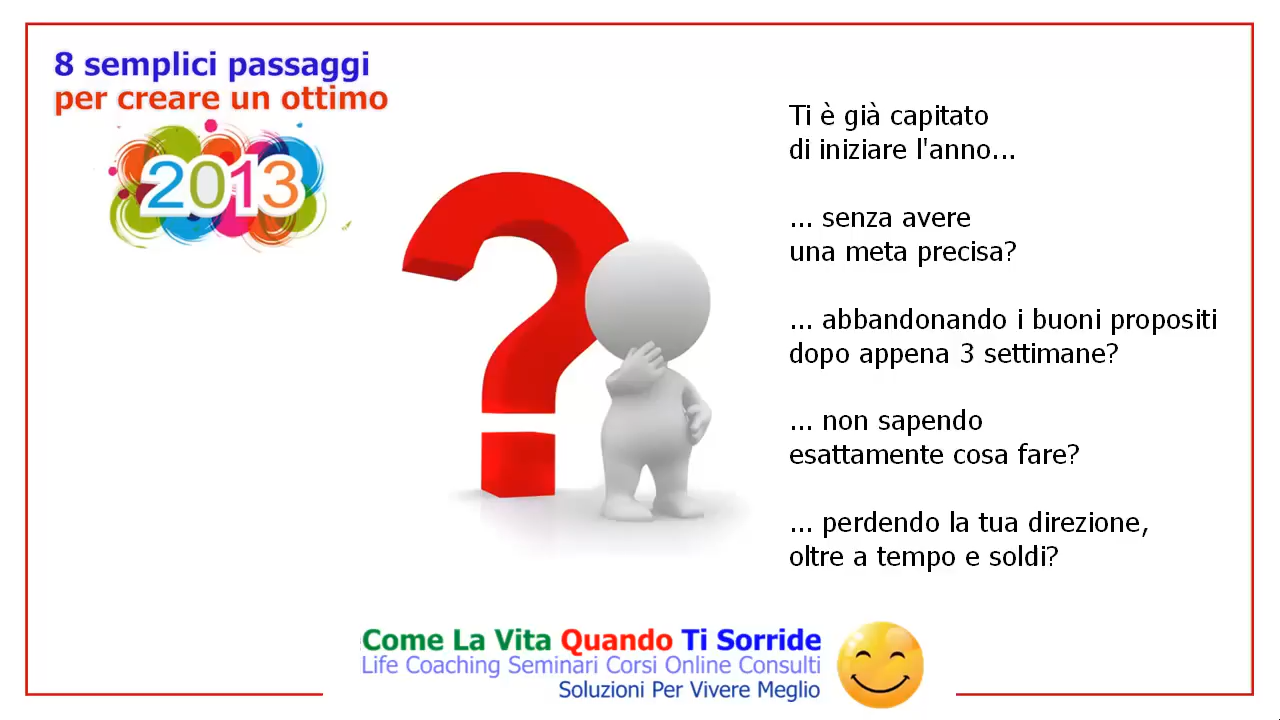 8 semplici passaggi
per creare un ottimo
2013
Ti è già capitato
di iniziare l'anno...
... senza avere
una meta precisa?
... abbandonando i buoni propositi
dopo appena 3 settimane?
... non sapendo
esattamente cosa fare?
... perdendo la tua direzione,
oltre a tempo e soldi?
Come La Vita Quando Ti Sorride
Life Coaching Seminari Corsi Online Consulti
Soluzioni Per Vivere Meglio